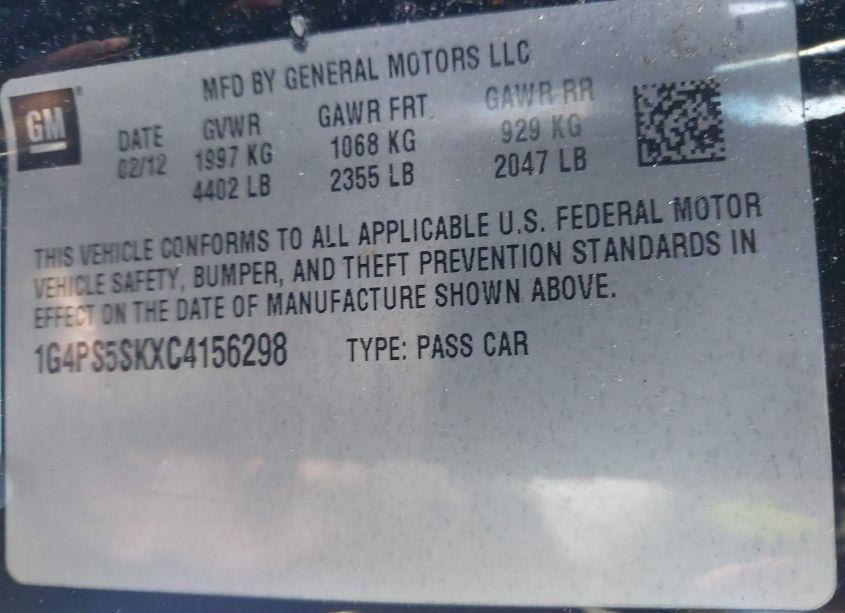 MFD BY GENERAL MOTORS LLC
GM
DATE GVWR GAWR FRT GAWR RR
02/12 1997 KG 1068 KG 929 KG
4402 LB 2355 LB 2047 LB
THIS VEHICLE CONFORMS TO ALL APPLICABLE U.S. FEDERAL MOTOR
VEHICLE SAFETY, BUMPER, AND THEFT PREVENTION STANDARDS IN
EFFECT ON THE DATE OF MANUFACTURE SHOWN ABOVE.
1G4PS5SKXC4156298 TYPE: PASS CAR